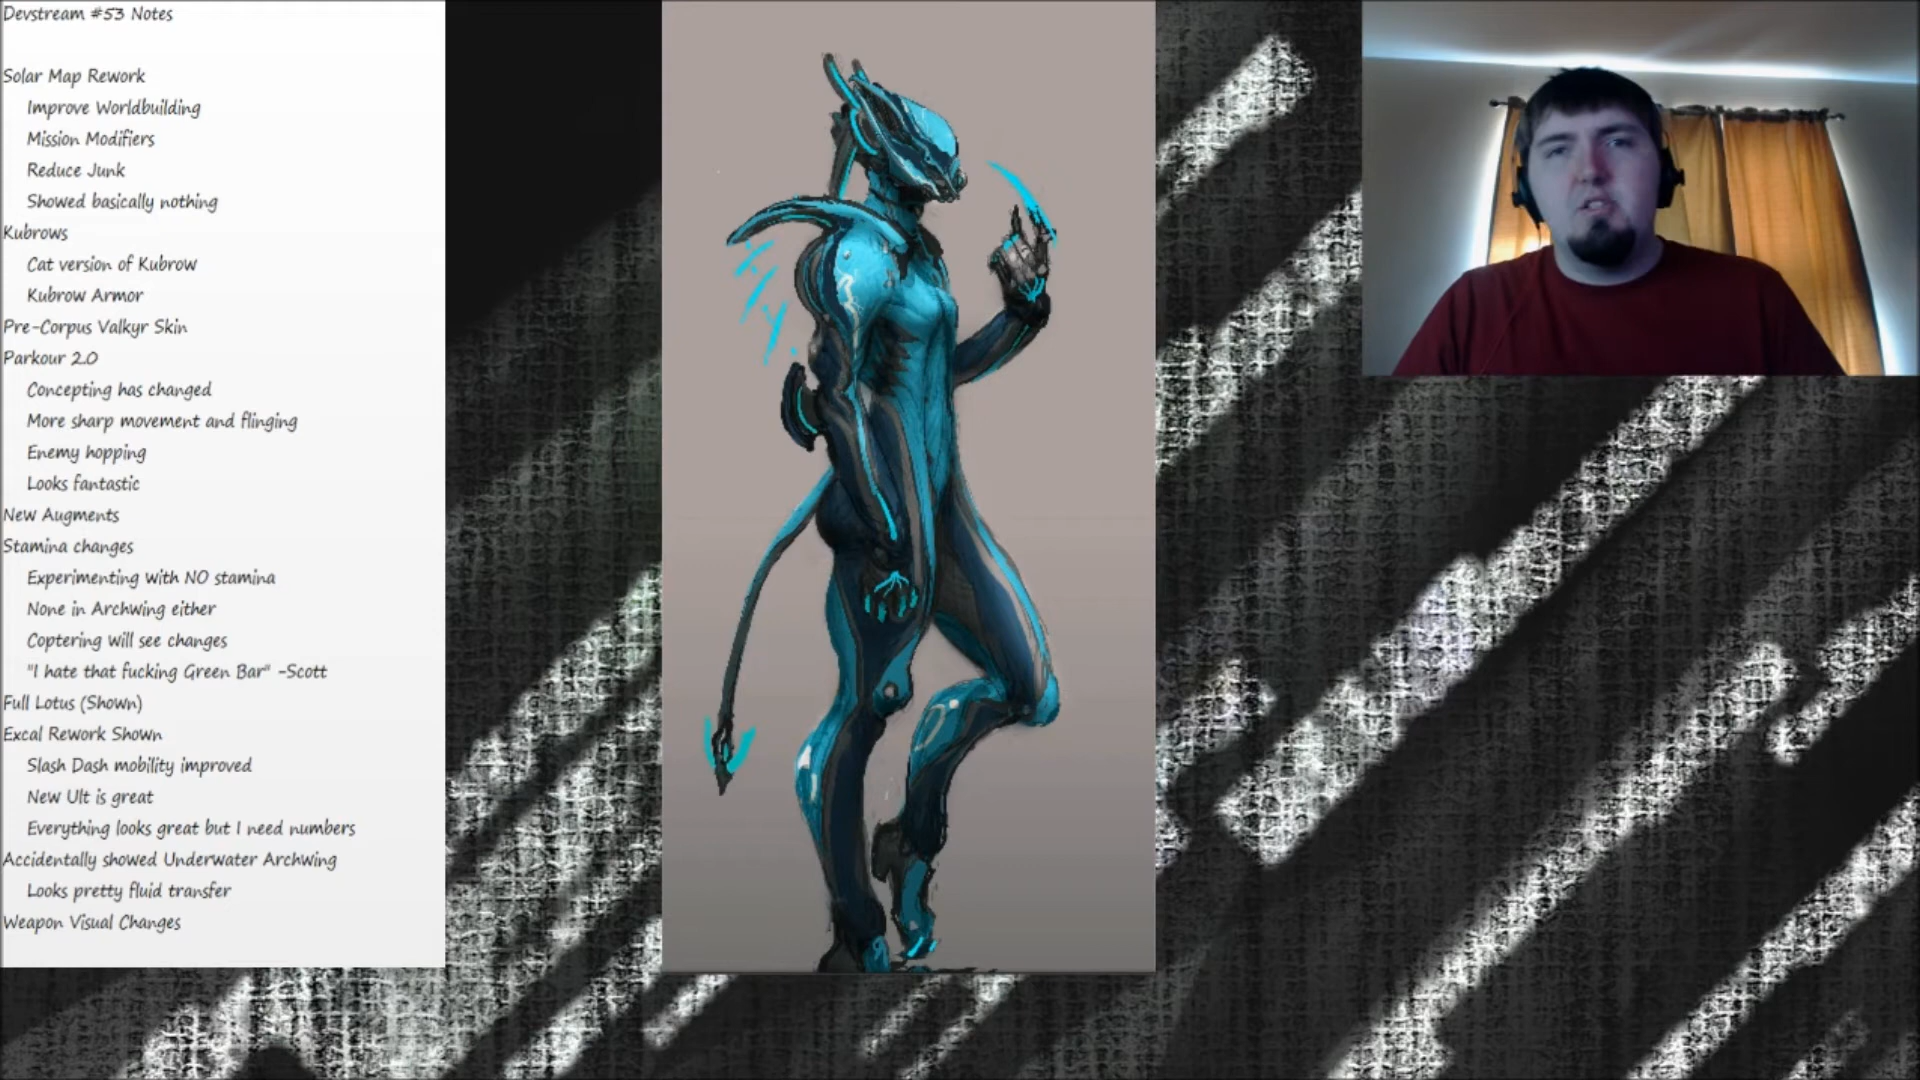 Devstream #53 Notes
Solar Map Rework
Improve Worldbuilding
Mission Modifiers
Reduce Junk
Showed basically nothing
Kubrows
Cat version of Kubrow
Kubrow Armor
Pre-Corpus Valkyr Skin
Parkour 2.0
Concepting has changed
More sharp movement and flinging
Enemy hopping
Looks fantastic
New Augments
Stamina changes
Experimenting with NO stamina
None in Archwing either
Coptering will see changes
"I hate that fucking Green Bar" -Scott
Full Lotus (Shown)
Excal Rework Shown
Slash Dash mobility improved
New Ult is great
Everything looks great but I need numbers
Accidentally showed Underwater Archwing
Looks pretty fluid transfer
Weapon Visual Changes